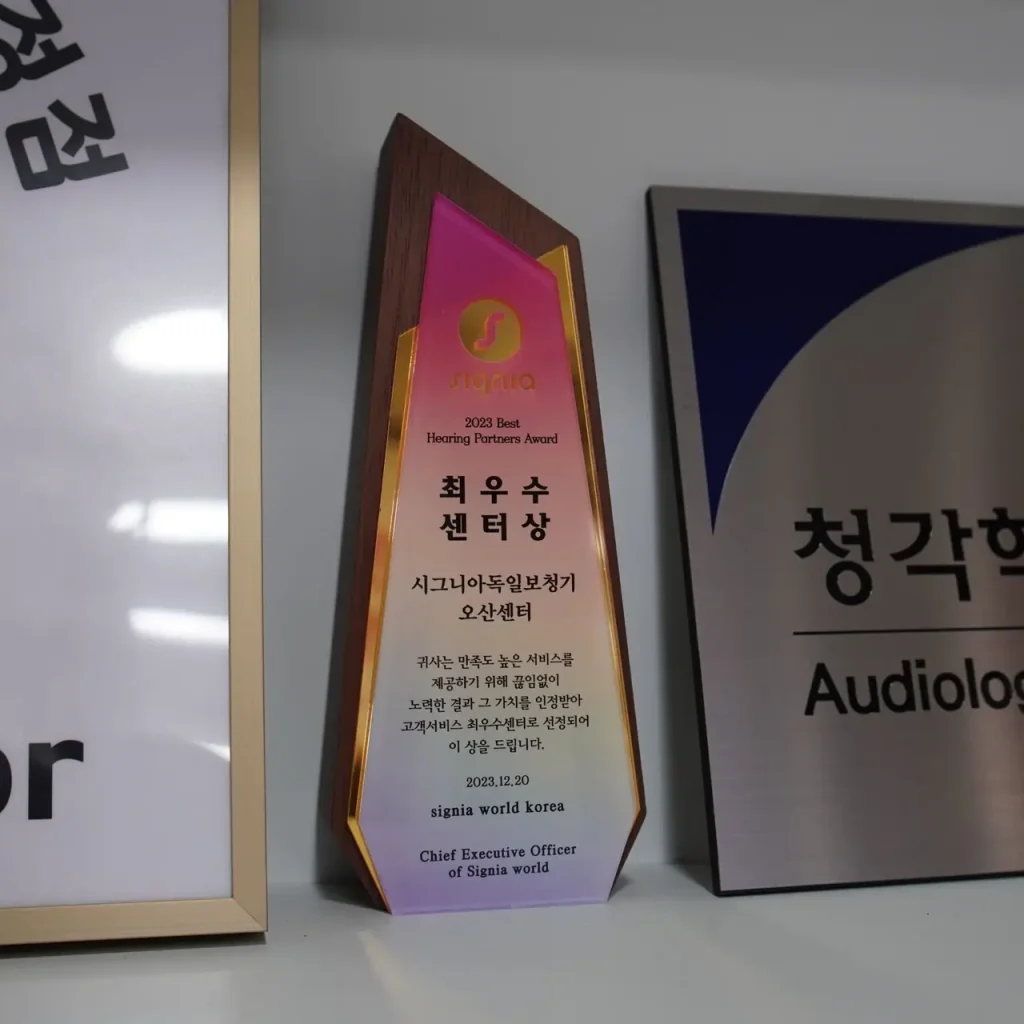 정점
or
signia
2023 Best
Hearing Partners Award
최우수
센터상
시그니아독일보청기
오산센터
귀사는 만족도 높은 서비스를
제공하기 위해 끊임없이
노력한 결과 그 가치를 인정받아
고객서비스 최우수센터로 선정되어
이 상을 드립니다.
2023.12.20
signia world korea
Chief Executive Officer
of Signia world
청각학
Audiolog